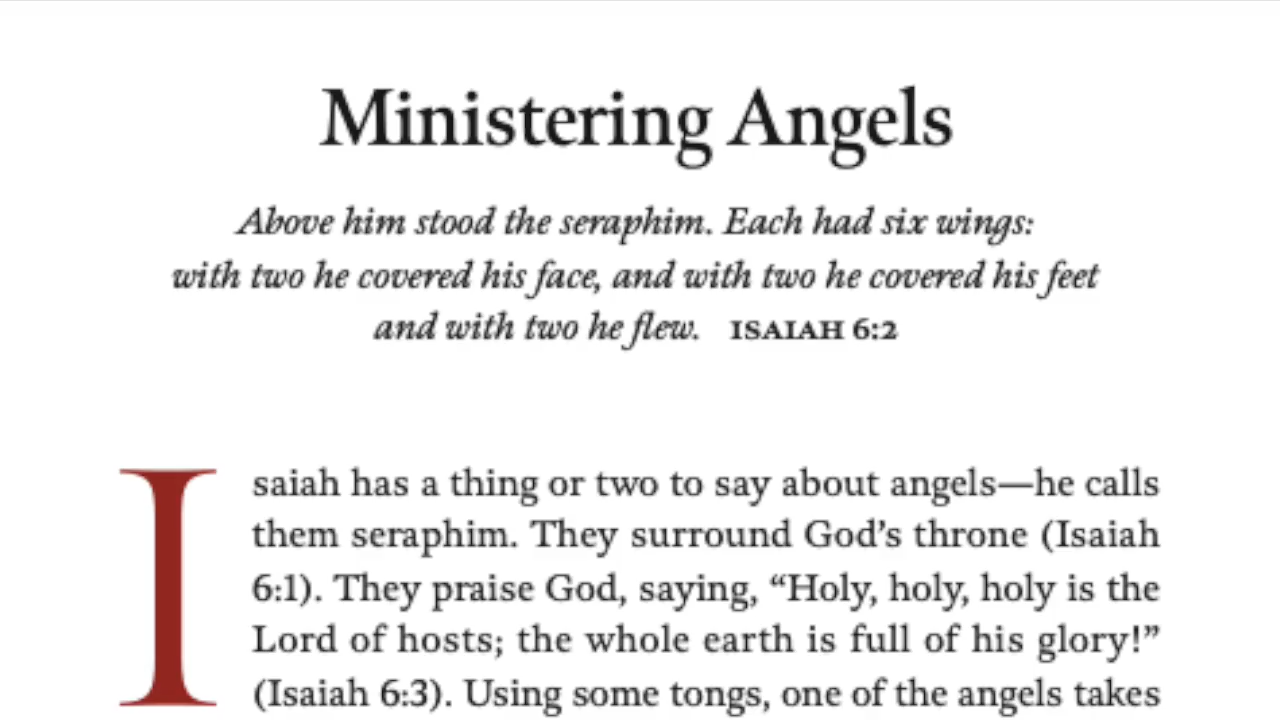 Ministering Angels
Above him stood the seraphim. Each had six wings:
with two he covered his face, and with two he covered his feet
and with two he flew. ISAIAH 6:2
Isaiah has a thing or two to say about angels—he calls
them seraphim. They surround God’s throne (Isaiah
6:1). They praise God, saying, “Holy, holy, holy is the
Lord of hosts; the whole earth is full of his glory!”
(Isaiah 6:3). Using some tongs, one of the angels takes